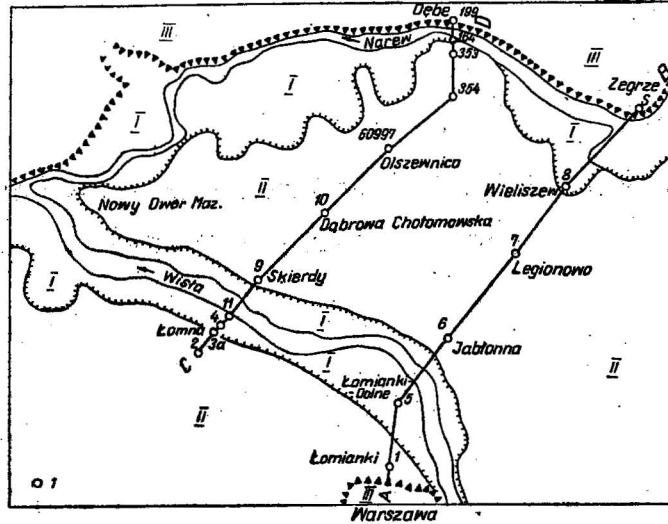 Dębe 199
III
Narew
164
353
III
I
354
Zegrze
B
S
I
60997
Olszewnica
I
8
II
Wieliszew
Nowy Dwór Maz.
10
Dąbrowa Chotomowska
7
Legionowo
9
Skierdy
I
Wisła
11
6
4
I
Łomna
Jabłonna
2
3a
C
I
Łomianki-
Dolne
5
II
II
1
Łomianki
1
III
A
Warszawa